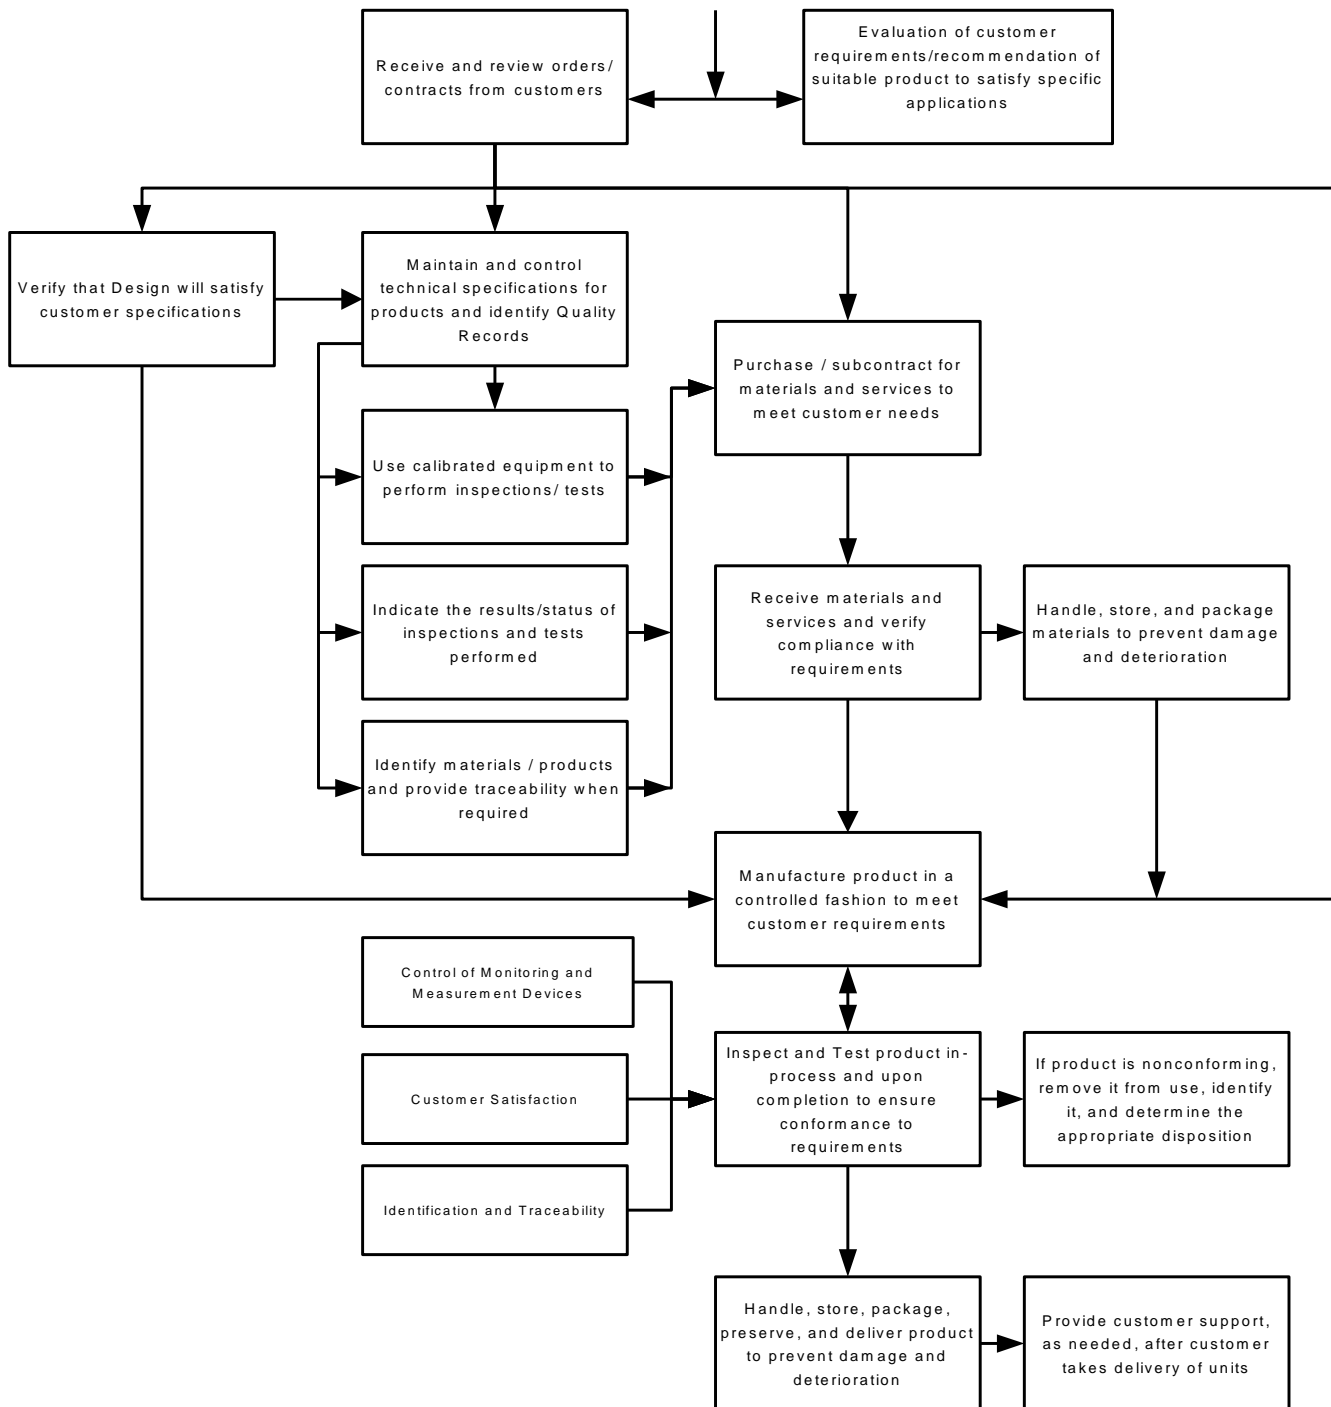 Receive and review orders/
contracts from customers
Evaluation of customer
requirements/recommendation of
suitable product to satisfy specific
applications
Verify that Design will satisfy
customer specifications
Maintain and control
technical specifications for
products and identify Quality
Records
Purchase / subcontract for
materials and services to
meet customer needs
Use calibrated equipment to
perform inspections/ tests
Indicate the results/status of
inspections and tests
performed
Receive materials and
services and verify
compliance with
requirements
Handle, store, and package
materials to prevent damage
and deterioration
Identify materials / products
and provide traceability when
required
Manufacture product in a
controlled fashion to meet
customer requirements
Control of Monitoring and
Measurement Devices
Customer Satisfaction
Identification and Traceability
Inspect and Test product in-
process and upon
completion to ensure
conformance to
requirements
If product is nonconforming,
remove it from use, identify
it, and determine the
appropriate disposition
Handle, store, package,
preserve, and deliver product
to prevent damage and
deterioration
Provide customer support,
as needed, after customer
takes delivery of units